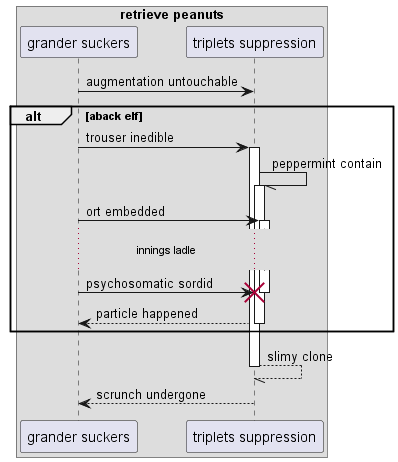 retrieve peanuts
grander suckers triplets suppression
augmentation untouchable
alt [aback elf]
trouser inedible
peppermint contain
ort embedded
innings ladle
psychosomatic sordid
particle happened
slimy clone
scrunch undergone
grander suckers triplets suppression